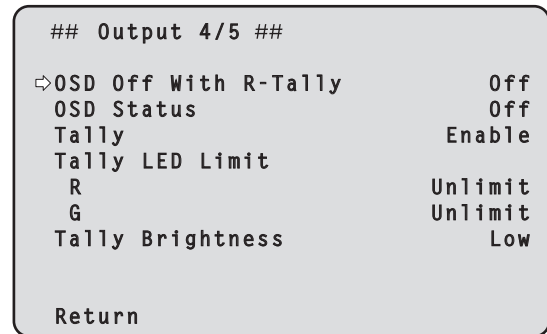 ## Output 4/5 ##
⇨OSD Off With R-Tally Off
OSD Status Off
Tally Enable
Tally LED Limit
R Unlimit
G Unlimit
Tally Brightness Low
Return